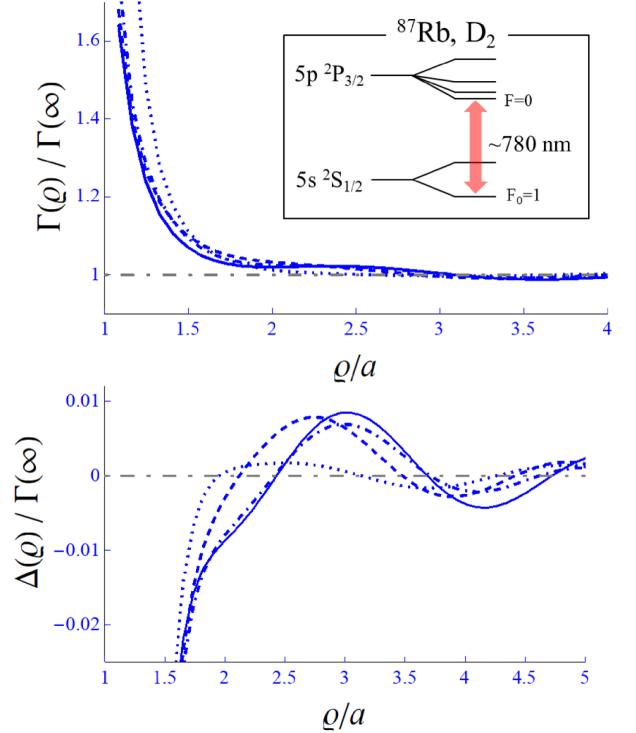 1.6
1.4
1.2
1
Γ(ϱ) / Γ(∞)
⁸⁷Rb, D₂
5p ²P₃/₂
F=0
~780 nm
5s ²S₁/₂
F₀=1
1 1.5 2 2.5 3 3.5 4
ϱ/a
0.01
0
−0.01
−0.02
Δ(ϱ) / Γ(∞)
1 1.5 2 2.5 3 3.5 4 4.5 5
ϱ/a